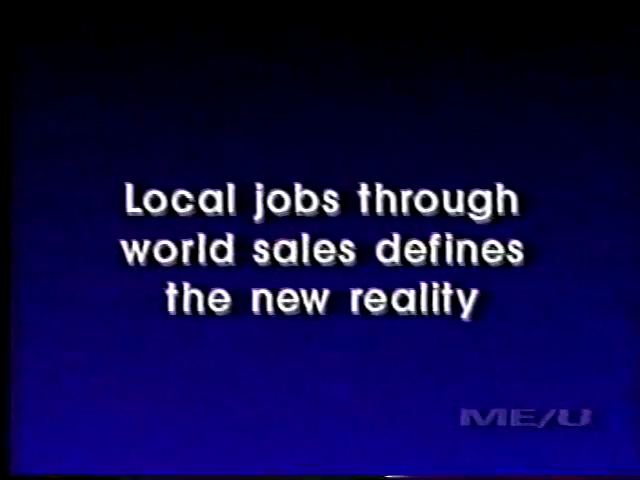 Local jobs through
world sales defines
the new reality
ME/U